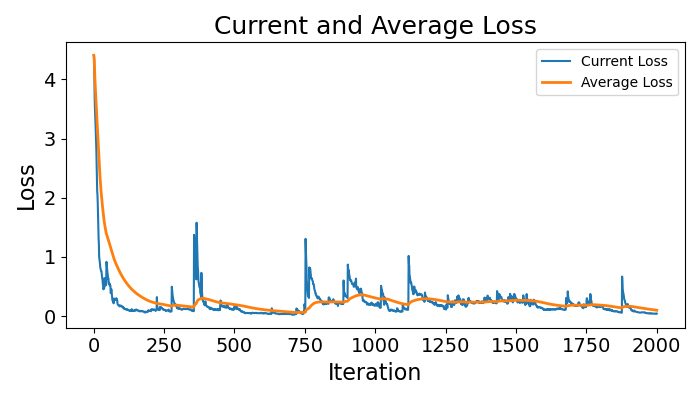 Current and Average Loss
Current Loss
Average Loss
Loss
4
3
2
1
0
0 250 500 750 1000 1250 1500 1750 2000
Iteration